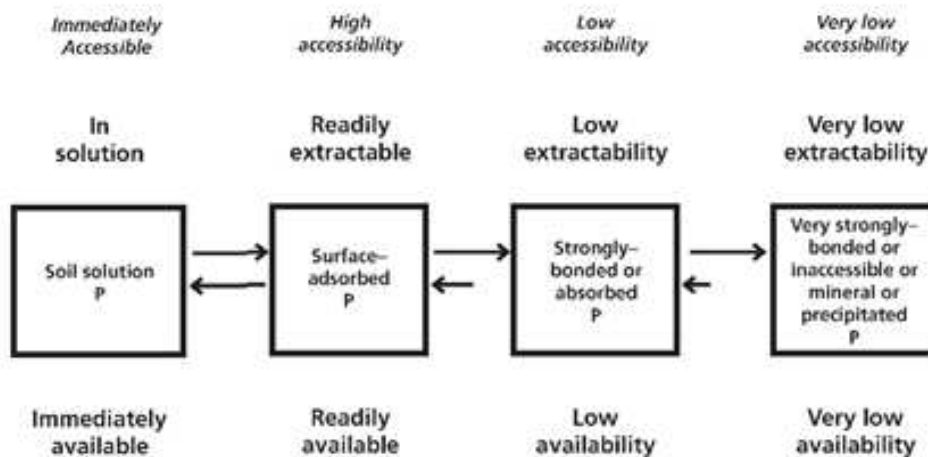 Immediately
Accessible
High
accessibility
Low
accessibility
Very low
accessibility
In
solution
Readily
extractable
Low
extractability
Very low
extractability
Soil solution
P
Surface–
adsorbed
P
Strongly–
bonded or
absorbed
P
Very strongly–
bonded or
inaccessible or
mineral or
precipitated
P
Immediately
available
Readily
available
Low
availability
Very low
availability